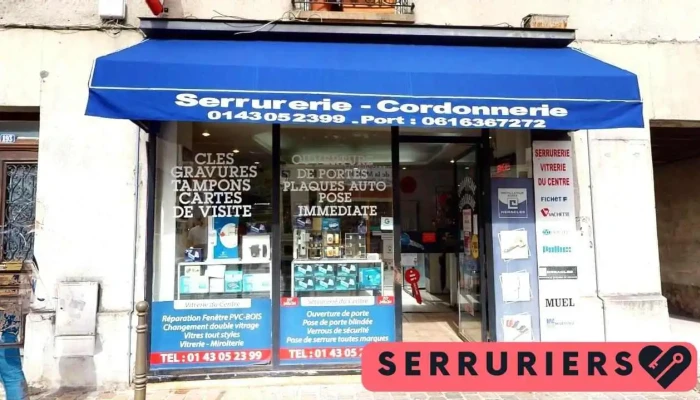 Serrurerie - Cordonnerie
0143052399 - Port : 0616367272
193
CLES
GRAVURES
TAMPONS
CARTES
DE VISITE
OUVERTURE
DE PORTES
PLAQUES AUTO
POSE
IMMEDIATE
SERRURERIE
VITRERIE
DU CENTRE
FICHET
VACHETTE
MUEL
Vitrerie du Centre
Réparation Fenêtre PVC-BOIS
Changement double vitrage
Vitres tout styles
Vitrerie - Miroiterie
TEL : 01 43 05 23 99
Serrurerie du Centre
Ouverture de porte
Pose de porte blindée
Verrous de sécurité
Pose de serrure toutes marques
TEL : 01 43 05 2
SERRURIERS